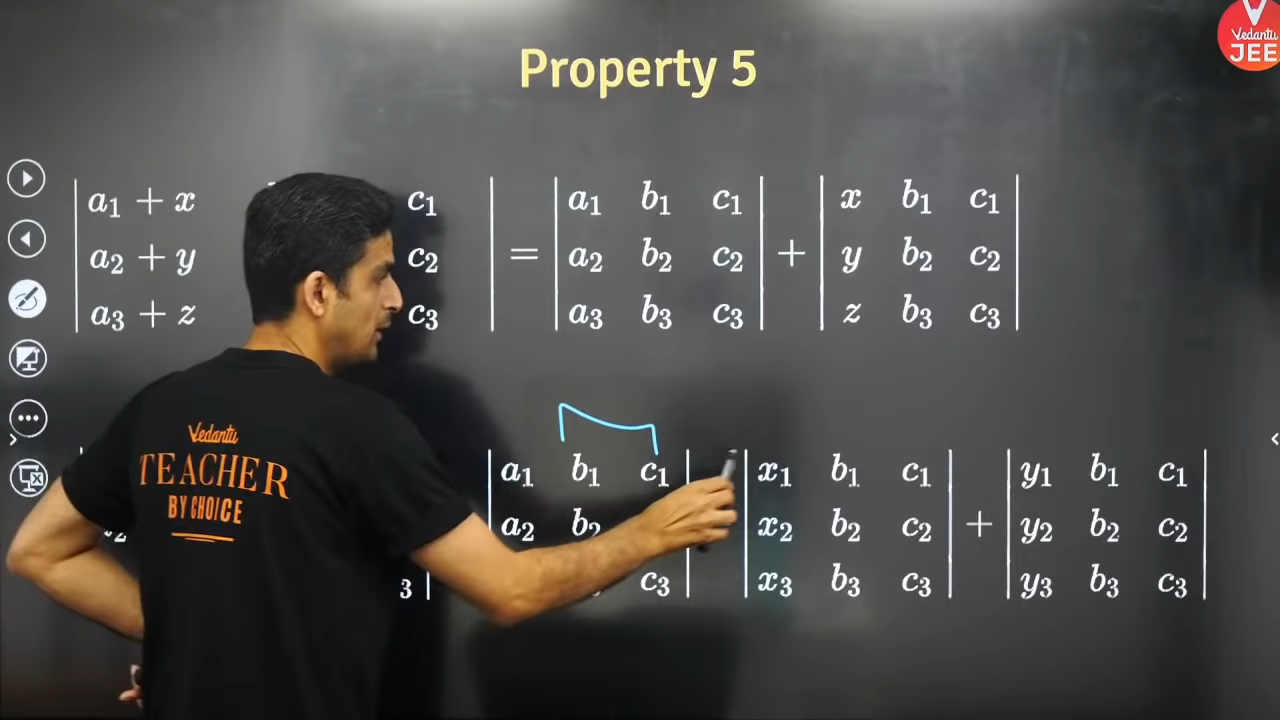 Vedantu
JEE
Property 5
a₁ + x c₁ = a₁ b₁ c₁ + x b₁ c₁
a₂ + y c₂ a₂ b₂ c₂ y b₂ c₂
a₃ + z c₃ a₃ b₃ c₃ z b₃ c₃
Vedantu
TEACHER
BY CHOICE
a₁ b₁ c₁ x₁ b₁ c₁ + y₁ b₁ c₁
a₂ b₂ x₂ b₂ c₂ y₂ b₂ c₂
3 c₃ x₃ b₃ c₃ y₃ b₃ c₃